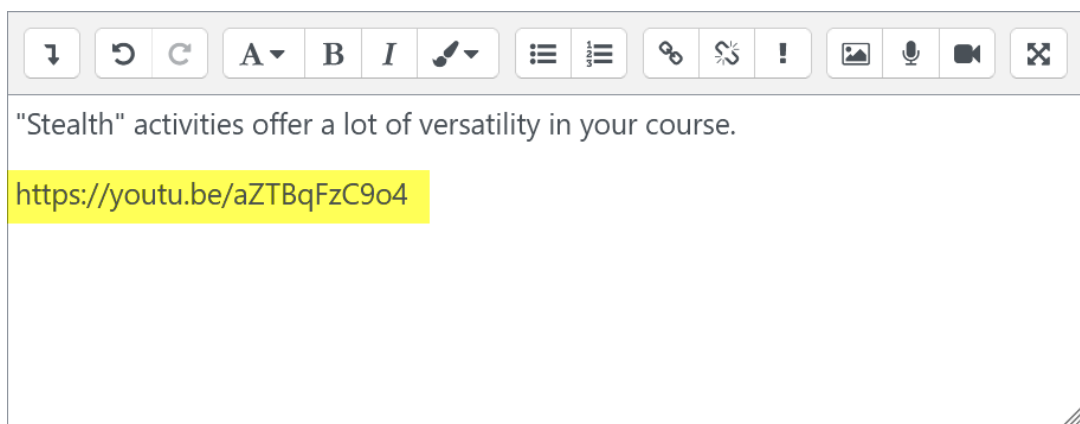 A
B
I
"Stealth" activities offer a lot of versatility in your course.
https://youtu.be/aZTBqFzC9o4